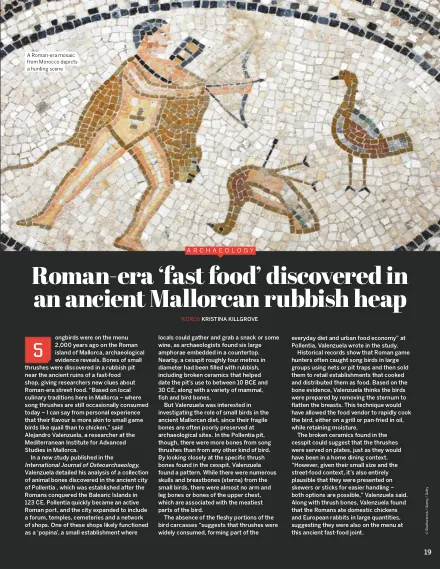 A Roman-era mosaic
from Morocco depicts
a hunting scene
ARCHAEOLOGY
Roman-era ‘fast food’ discovered in
an ancient Mallorcan rubbish heap
WORDS KRISTINA KILLGROVE
Songbirds were on the menu
2,000 years ago on the Roman
island of Mallorca, archaeological
evidence reveals. Bones of small
thrushes were discovered in a rubbish pit
near the ancient ruins of a fast-food
shop, giving researchers new clues about
Roman-era street food. "Based on local
culinary traditions here in Mallorca – where
song thrushes are still occasionally consumed
today – I can say from personal experience
that their flavour is more akin to small game
birds like quail than to chicken," said
Alejandro Valenzuela, a researcher at the
Mediterranean Institute for Advanced
Studies in Mallorca.
In a new study published in the
International Journal of Osteoarchaeology,
Valenzuela detailed his analysis of a collection
of animal bones discovered in the ancient city
of Pollentia , which was established after the
Romans conquered the Balearic Islands in
123 CE. Pollentia quickly became an active
Roman port, and the city expanded to include
a forum, temples, cemeteries and a network
of shops. One of these shops likely functioned
as a ‘popina’, a small establishment where
locals could gather and grab a snack or some
wine, as archaeologists found six large
amphorae embedded in a countertop.
Nearby, a cesspit roughly four metres in
diameter had been filled with rubbish,
including broken ceramics that helped
date the pit's use to between 10 BCE and
30 CE, along with a variety of mammal,
fish and bird bones.
But Valenzuela was interested in
investigating the role of small birds in the
ancient Mallorcan diet, since their fragile
bones are often poorly preserved at
archaeological sites. In the Pollentia pit,
though, there were more bones from song
thrushes than from any other kind of bird.
By looking closely at the specific thrush
bones found in the cesspit, Valenzuela
found a pattern. While there were numerous
skulls and breastbones (sterna) from the
small birds, there were almost no arm and
leg bones or bones of the upper chest,
which are associated with the meatiest
parts of the bird.
The absence of the fleshy portions of the
bird carcasses "suggests that thrushes were
widely consumed, forming part of the
everyday diet and urban food economy" at
Pollentia, Valenzuela wrote in the study.
Historical records show that Roman game
hunters often caught song birds in large
groups using nets or pit traps and then sold
them to retail establishments that cooked
and distributed them as food. Based on the
bone evidence, Valenzuela thinks the birds
were prepared by removing the sternum to
flatten the breasts. This technique would
have allowed the food vendor to rapidly cook
the bird, either on a grill or pan-fried in oil,
while retaining moisture.
The broken ceramics found in the
cesspit could suggest that the thrushes
were served on plates, just as they would
have been in a home dining context.
"However, given their small size and the
street-food context, it's also entirely
plausible that they were presented on
skewers or sticks for easier handling –
both options are possible," Valenzuela said.
Along with thrush bones, Valenzuela found
that the Romans ate domestic chickens
and European rabbits in large quantities,
suggesting they were also on the menu at
this ancient fast-food joint.
19